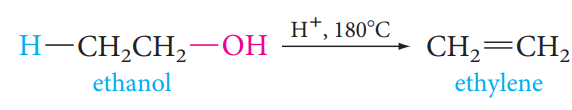 H—CH₂CH₂—OH H⁺, 180°C CH₂=CH₂
ethanol ethylene